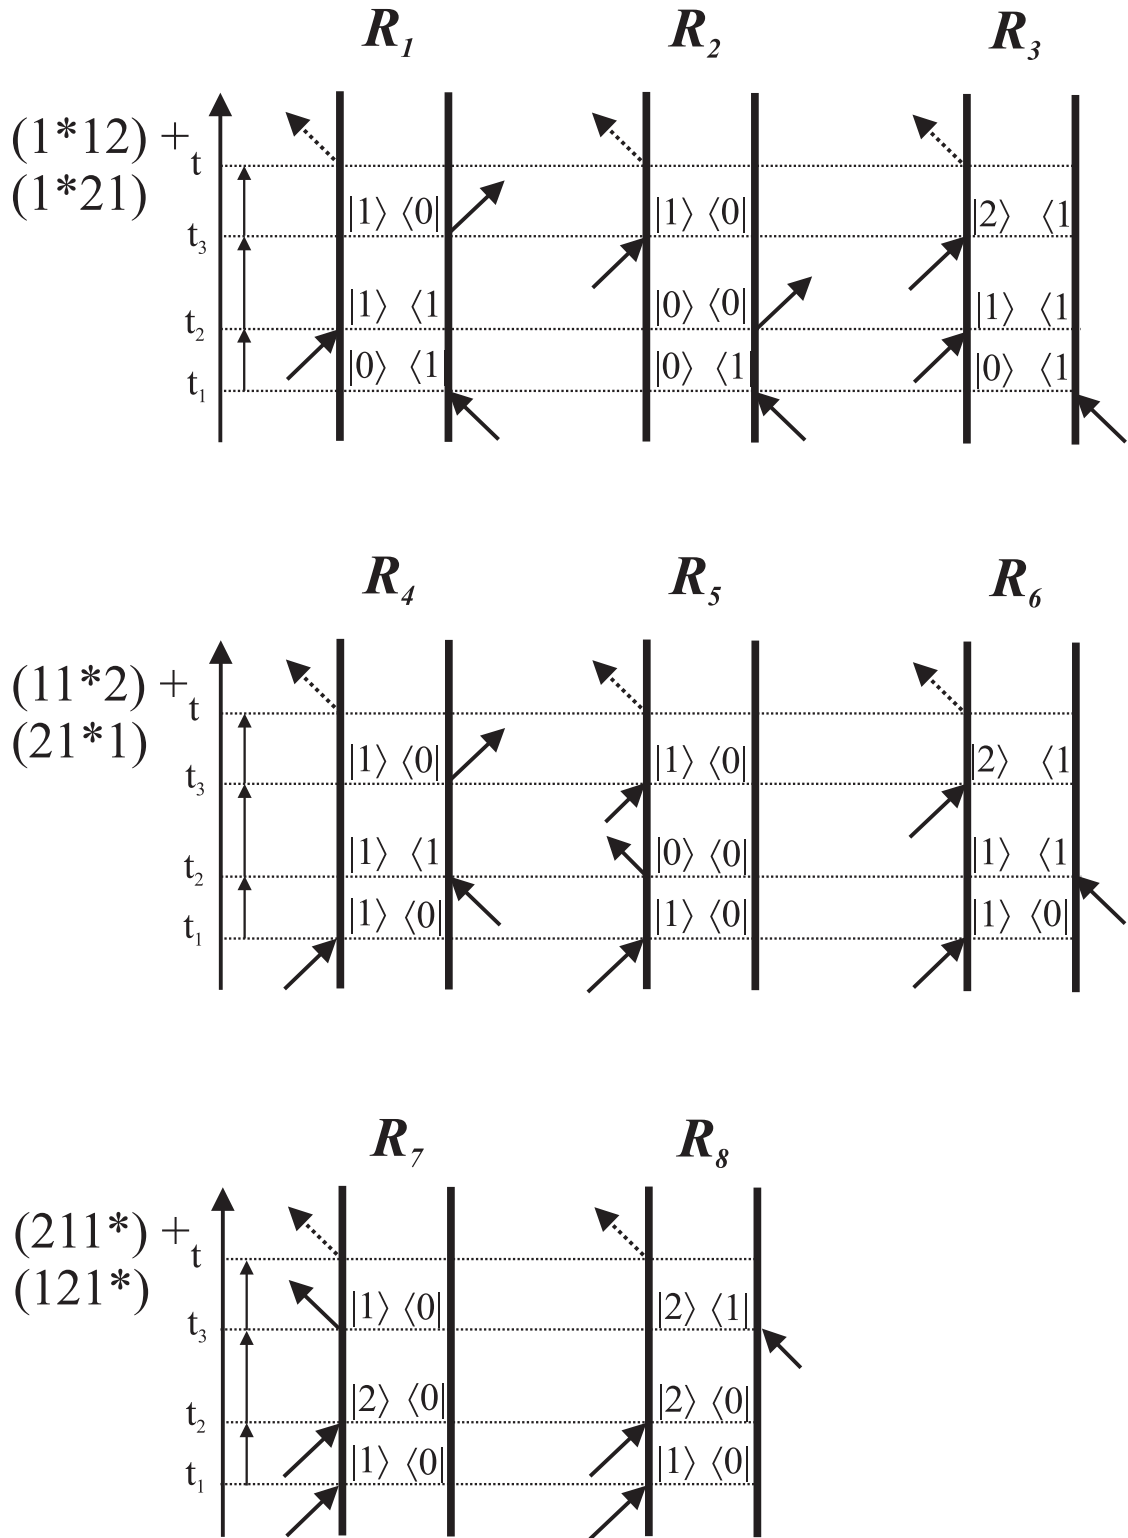 R₁ R₂ R₃
(1*12) +
(1*21)
t
|1⟩ ⟨0| |1⟩ ⟨0| |2⟩ ⟨1
t₃
|1⟩ ⟨1 |0⟩ ⟨0| |1⟩ ⟨1
t₂
|0⟩ ⟨1 |0⟩ ⟨1 |0⟩ ⟨1
t₁
R₄ R₅ R₆
(11*2) +
(21*1)
t
|1⟩ ⟨0| |1⟩ ⟨0| |2⟩ ⟨1
t₃
|1⟩ ⟨1 |0⟩ ⟨0| |1⟩ ⟨1
t₂
|1⟩ ⟨0| |1⟩ ⟨0| |1⟩ ⟨0|
t₁
R₇ R₈
(211*) +
(121*)
t
|1⟩ ⟨0| |2⟩ ⟨1|
t₃
|2⟩ ⟨0| |2⟩ ⟨0|
t₂
|1⟩ ⟨0| |1⟩ ⟨0|
t₁